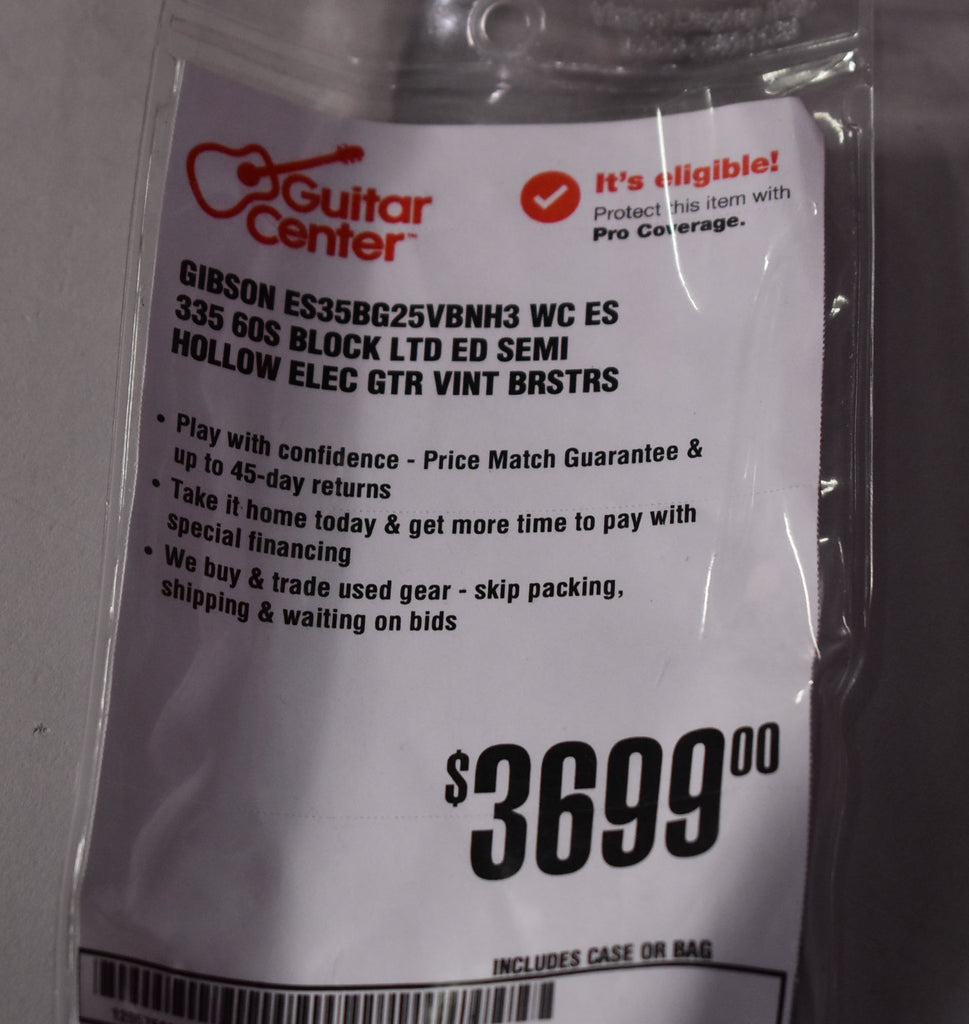 Guitar
Center™
It's eligible!
Protect this item with
Pro Coverage.
GIBSON ES35BG25VBNH3 WC ES
335 60S BLOCK LTD ED SEMI
HOLLOW ELEC GTR VINT BRSTRS
• Play with confidence - Price Match Guarantee &
up to 45-day returns
• Take it home today & get more time to pay with
special financing
• We buy & trade used gear - skip packing,
shipping & waiting on bids
$3699 00
INCLUDES CASE OR BAG